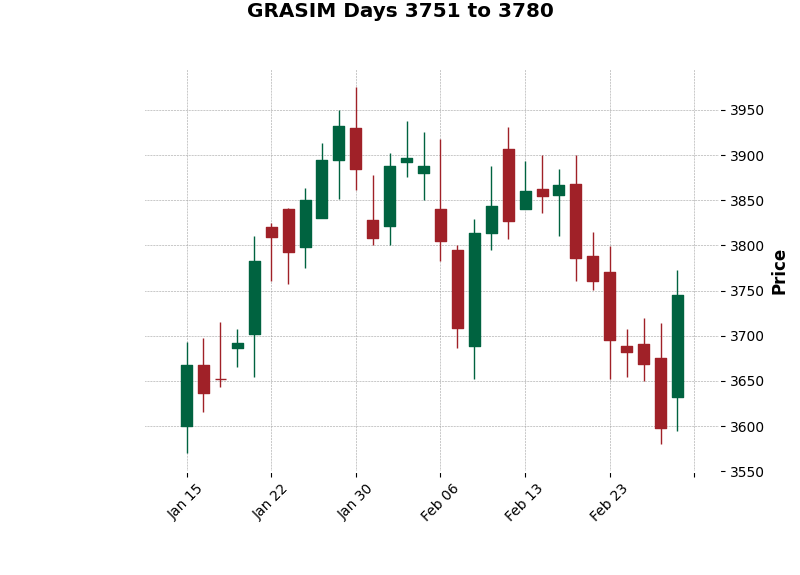 GRASIM Days 3751 to 3780
3950
3900
3850
3800
3750
3700
3650
3600
3550
Price
Jan 15
Jan 22
Jan 30
Feb 06
Feb 13
Feb 23